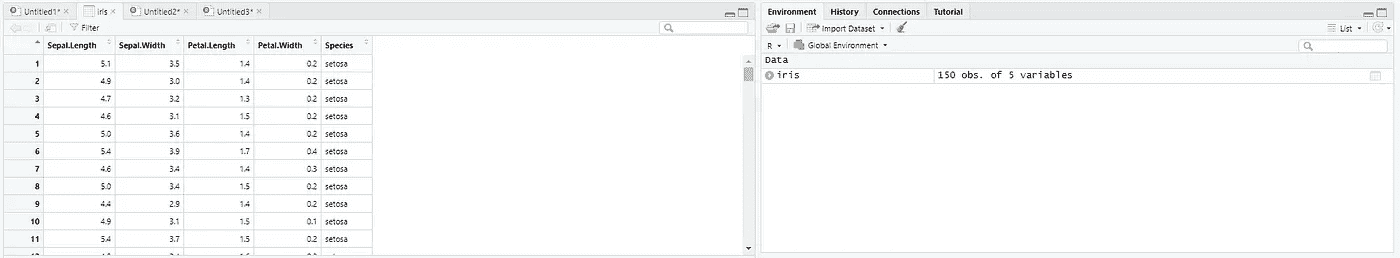 Untitled1* × iris × Untitled2* × Untitled3* ×
Filter
Sepal.Length Sepal.Width Petal.Length Petal.Width Species
1 5.1 3.5 1.4 0.2 setosa
2 4.9 3.0 1.4 0.2 setosa
3 4.7 3.2 1.3 0.2 setosa
4 4.6 3.1 1.5 0.2 setosa
5 5.0 3.6 1.4 0.2 setosa
6 5.4 3.9 1.7 0.4 setosa
7 4.6 3.4 1.4 0.3 setosa
8 5.0 3.4 1.5 0.2 setosa
9 4.4 2.9 1.4 0.2 setosa
10 4.9 3.1 1.5 0.1 setosa
11 5.4 3.7 1.5 0.2 setosa
Environment History Connections Tutorial
Import Dataset List
R Global Environment
Data
iris 150 obs. of 5 variables